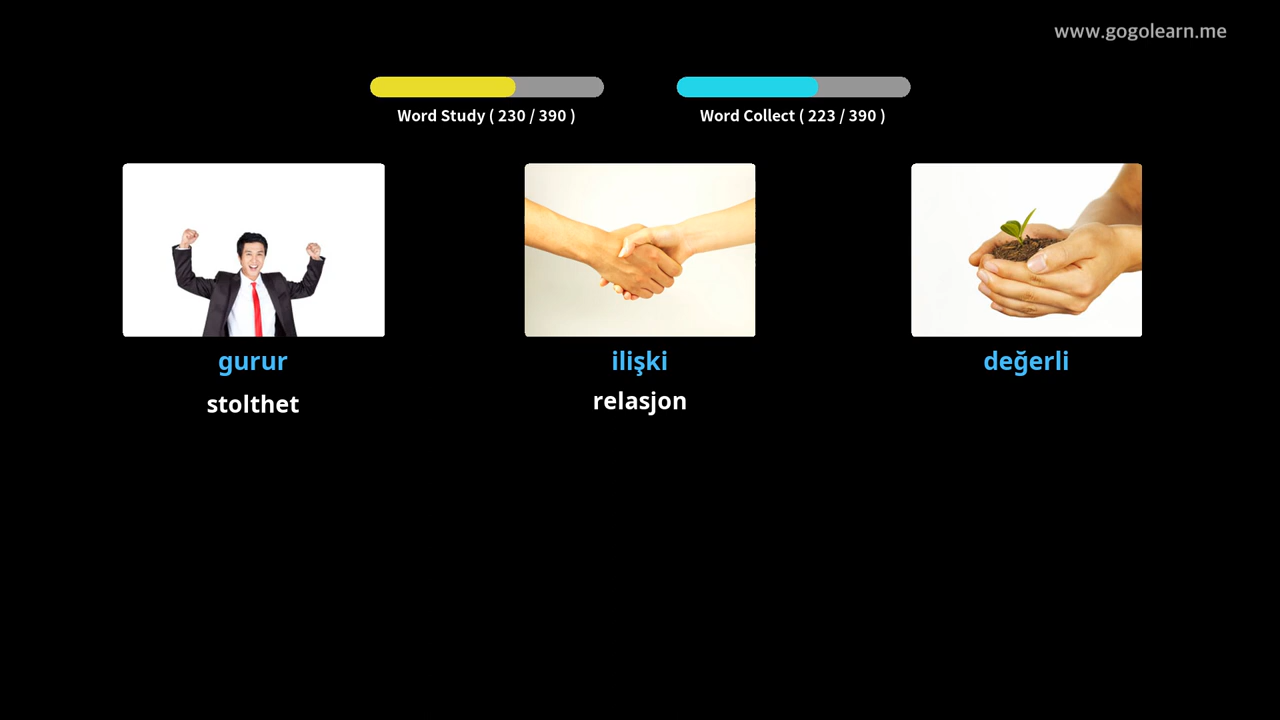 www.gogolearn.me
Word Study ( 230 / 390 )
Word Collect ( 223 / 390 )
gurur
ilişki
değerli
stolthet
relasjon